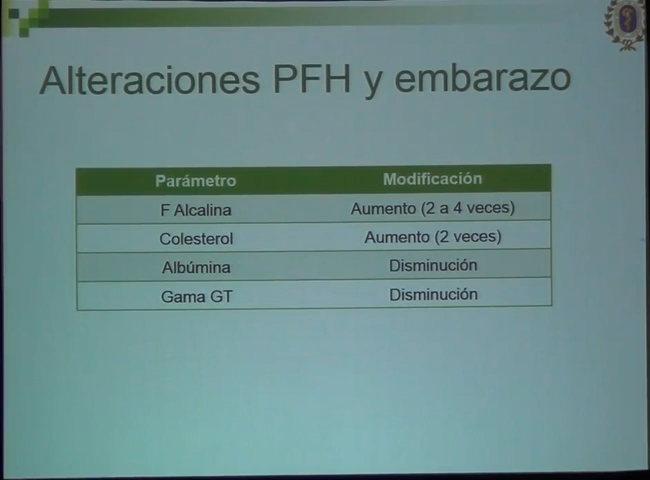 Alteraciones PFH y embarazo
Parámetro Modificación
F Alcalina Aumento (2 a 4 veces)
Colesterol Aumento (2 veces)
Albúmina Disminución
Gama GT Disminución